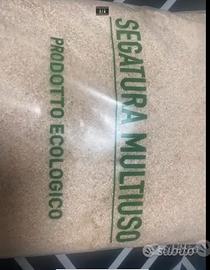 SEGATURA MULTIUSO
PRODOTTO ECOLOGICO
subito